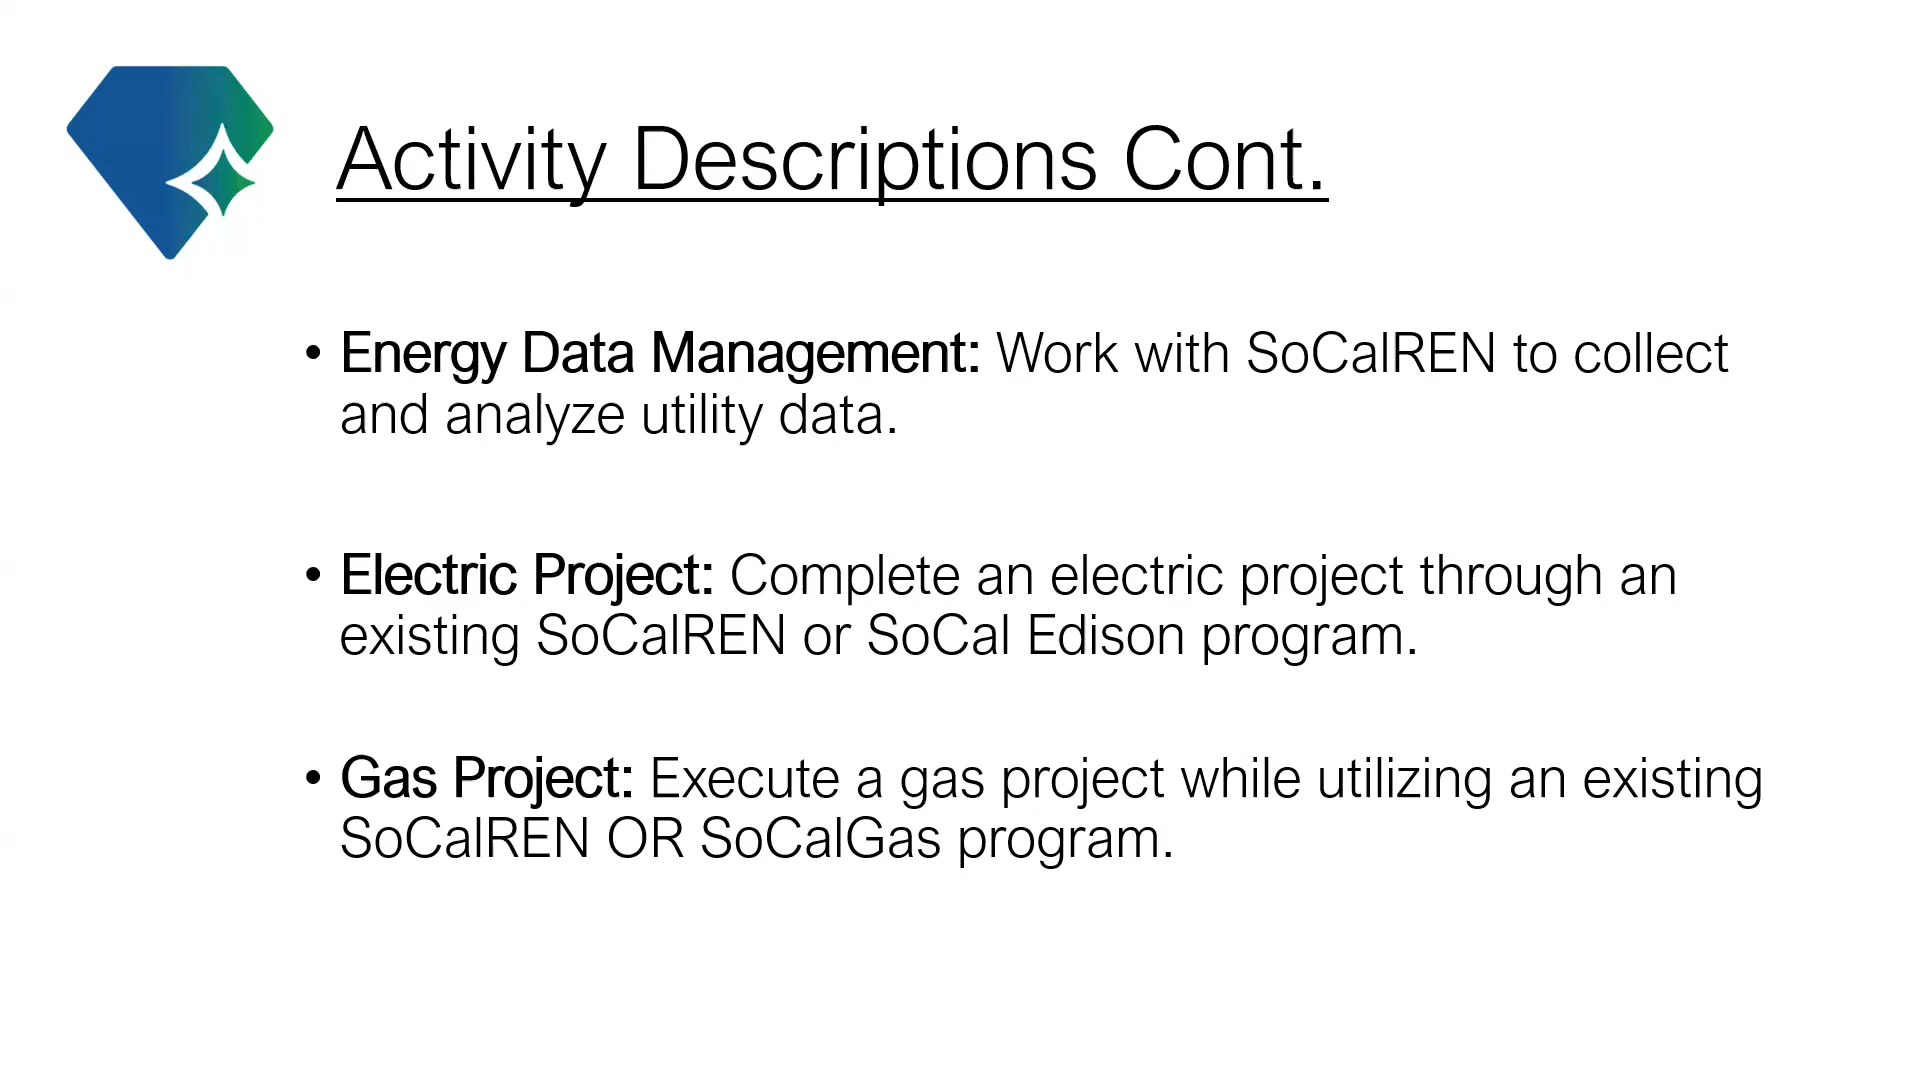 Activity Descriptions Cont.
• Energy Data Management: Work with SoCalREN to collect
and analyze utility data.
• Electric Project: Complete an electric project through an
existing SoCalREN or SoCal Edison program.
• Gas Project: Execute a gas project while utilizing an existing
SoCalREN OR SoCalGas program.